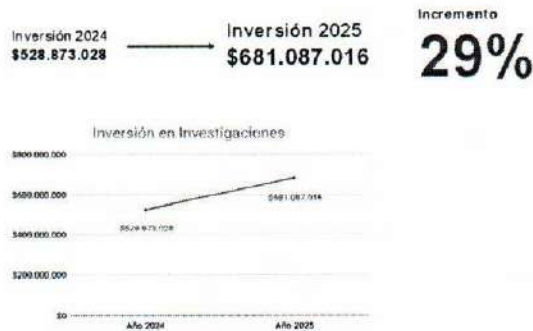 Inversión 2024
$528.873.028
Inversión 2025
$681.087.016
Incremento
29%
Inversión en Investigaciones
$800.000.000
$600.000.000
$400.000.000
$200.000.000
$0
$528.873.028
$681.087.016
Año 2024
Año 2025